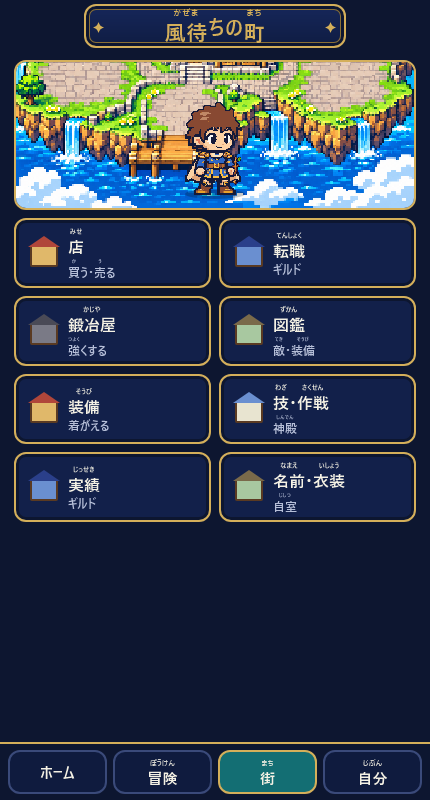 かぜま まち
風待ちの町
みせ
店
か う
買う·売る
てんしょく
転職
ギルド
かじや
鍛冶屋
つよく
強くする
ずかん
図鑑
てき そうび
敵·装備
そうび
装備
着がえる
わざ さくせん
技·作戦
しんでん
神殿
じっせき
実績
ギルド
なまえ いしょう
名前·衣装
じしつ
自室
ホーム
ぼうけん
冒険
まち
街
じぶん
自分